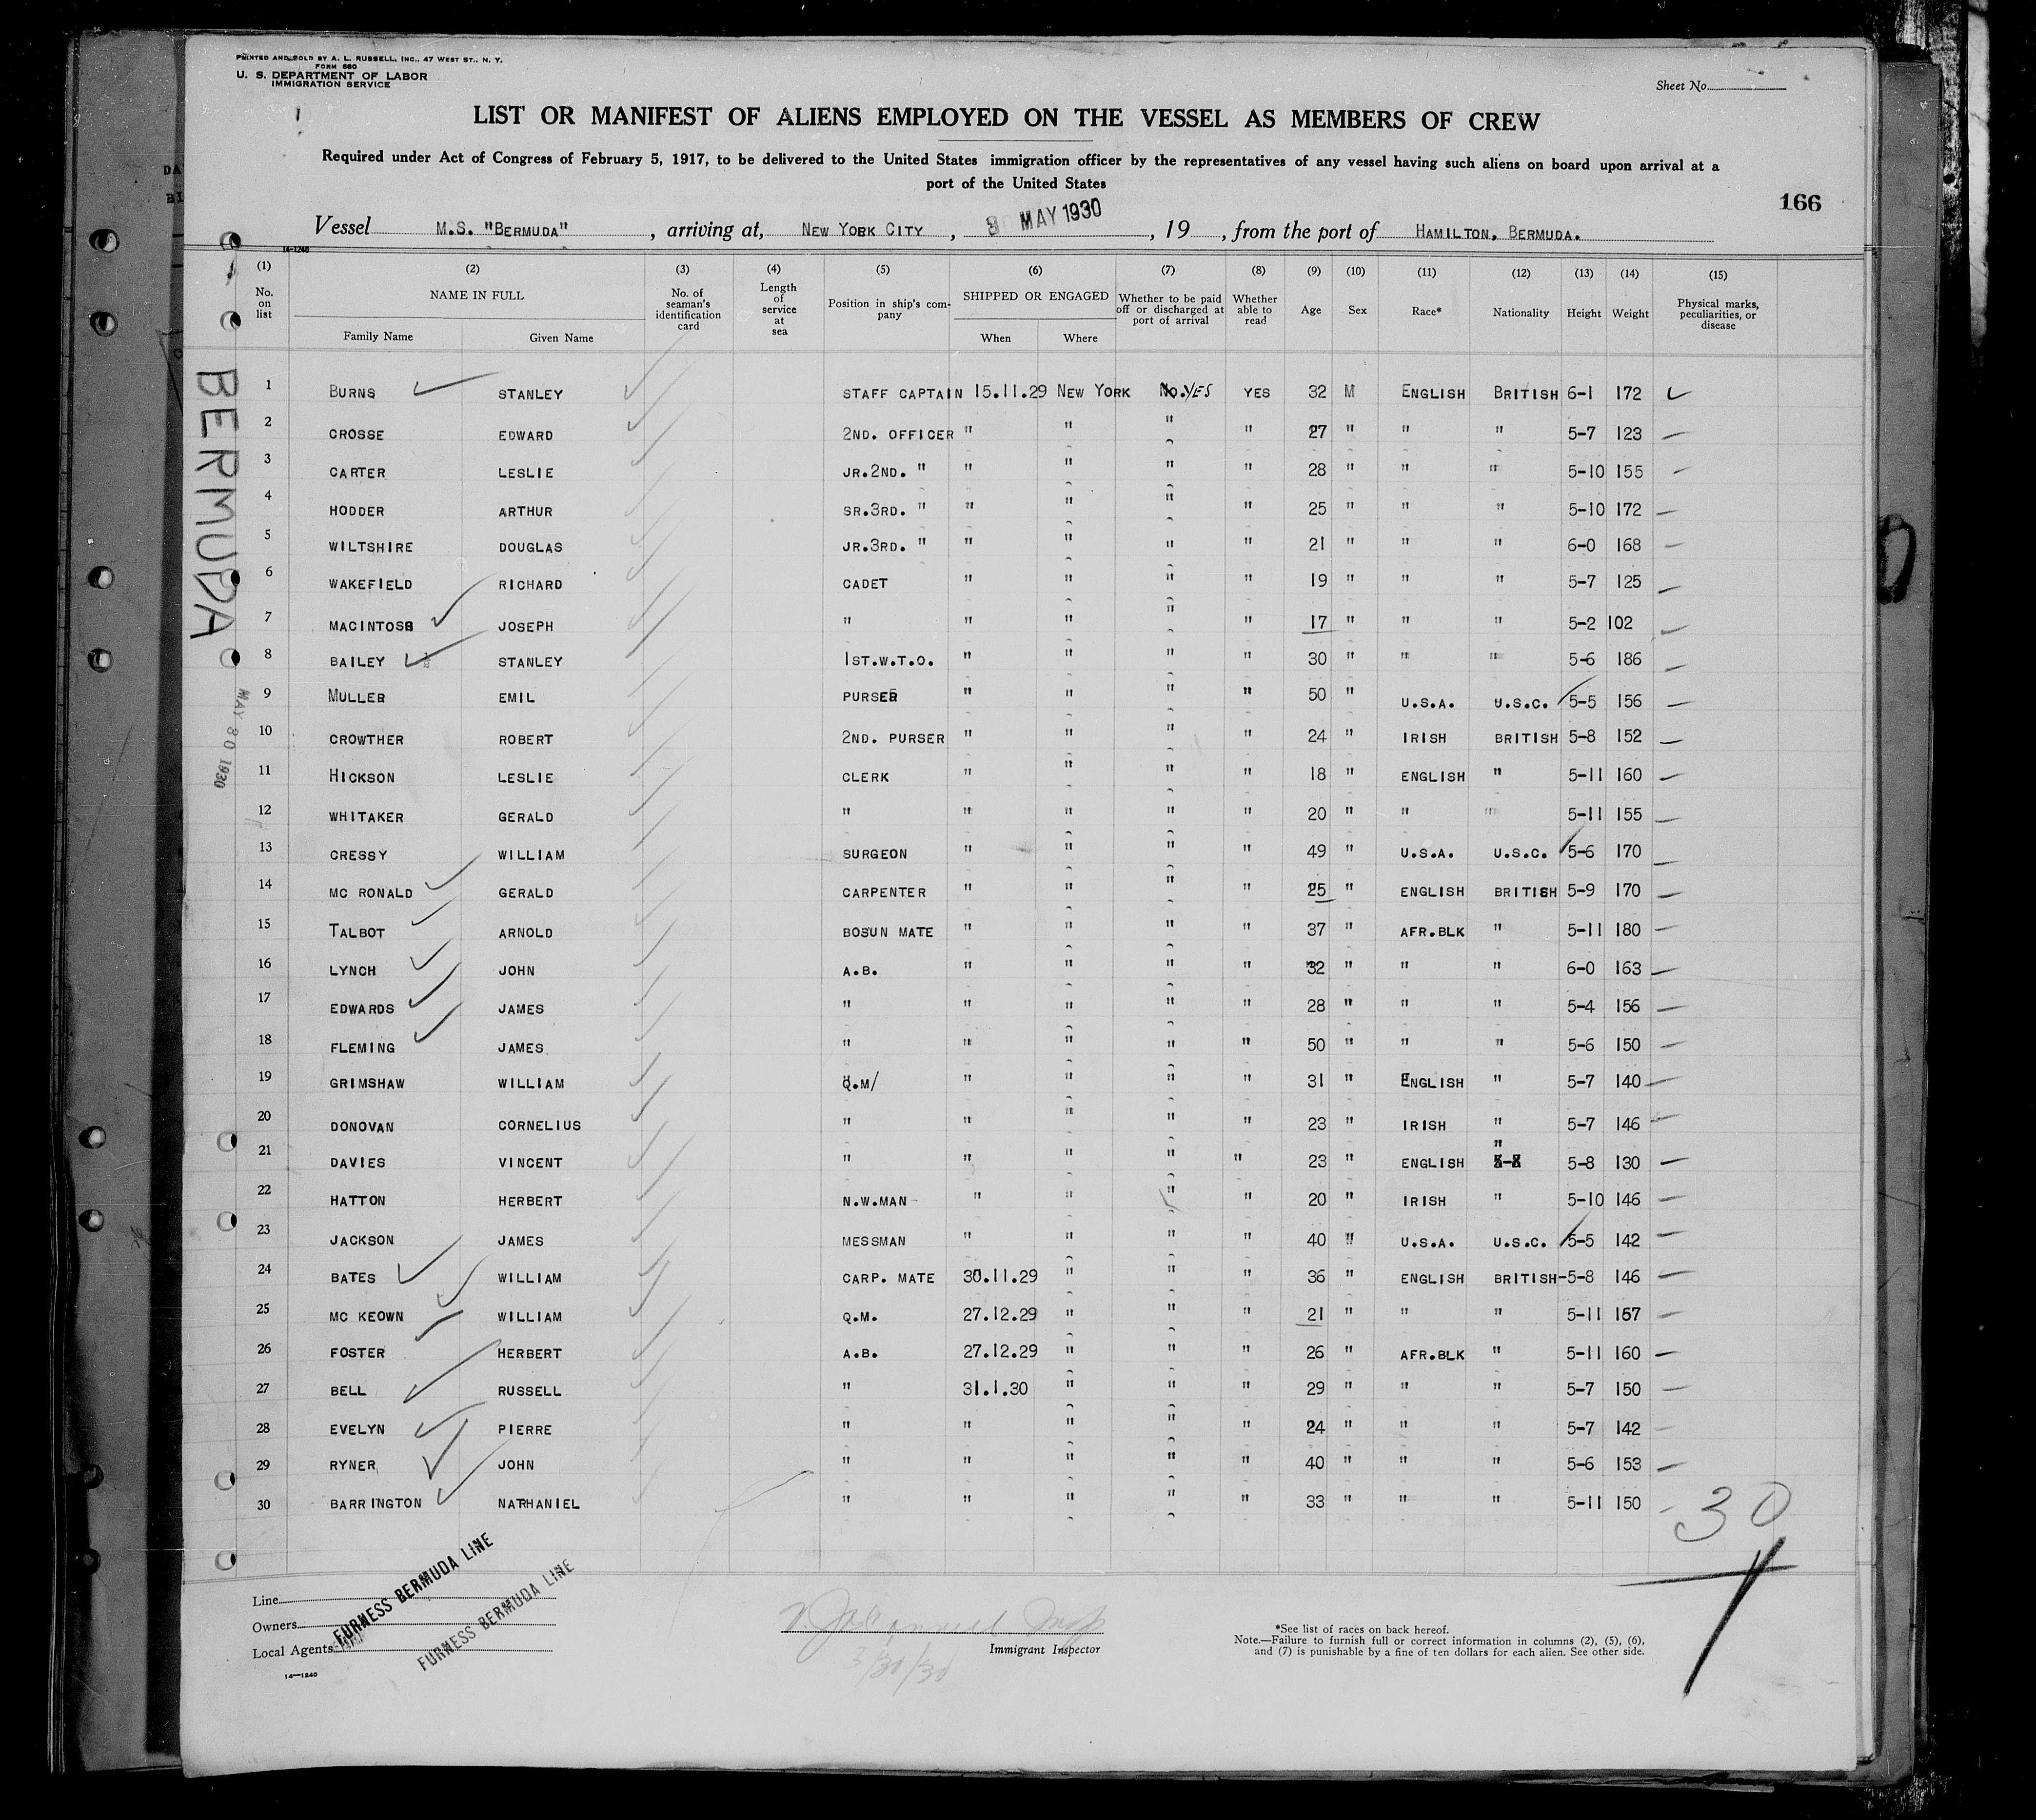 PRINTED AND SOLD BY A. L. RUSSELL, INC., 47 WEST ST., N. Y.
FORM 680
U. S. DEPARTMENT OF LABOR
IMMIGRATION SERVICE
Sheet No.
LIST OR MANIFEST OF ALIENS EMPLOYED ON THE VESSEL AS MEMBERS OF CREW
Required under Act of Congress of February 5, 1917, to be delivered to the United States immigration officer by the representatives of any vessel having such aliens on board upon arrival at a
port of the United States
166
Vessel M.S. "BERMUDA" , arriving at, NEW YORK CITY , 30 MAY 1930 , 19 , from the port of HAMILTON, BERMUDA.
14-1240
(1) (2) (3) (4) (5) (6) (7) (8) (9) (10) (11) (12) (13) (14) (15)
No. on list NAME IN FULL Family Name Given Name No. of seaman's identification card Length of service at sea Position in ship's company SHIPPED OR ENGAGED When Where Whether to be paid off or discharged at port of arrival Whether able to read Age Sex Race* Nationality Height Weight Physical marks, peculiarities, or disease
1 BURNS STANLEY STAFF CAPTAIN 15.11.29 NEW YORK NO. YES YES 32 M ENGLISH BRITISH 6-1 172
2 CROSSE EDWARD 2ND. OFFICER " " " " 27 " " " 5-7 123
3 CARTER LESLIE JR.2ND. " " " " " 28 " " " 5-10 155
4 HODDER ARTHUR SR.3RD. " " " " " 25 " " " 5-10 172
5 WILTSHIRE DOUGLAS JR.3RD. " " " " " 21 " " " 6-0 168
6 WAKEFIELD RICHARD CADET " " " " 19 " " " 5-7 125
7 MACINTOSH JOSEPH " " " " " 17 " " " 5-2 102
8 BAILEY STANLEY 1ST.W.T.O. " " " " 30 " " " 5-6 186
9 MULLER EMIL PURSER " " " " 50 " U.S.A. U.S.C. 5-5 156
10 CROWTHER ROBERT 2ND. PURSER " " " " 24 " IRISH BRITISH 5-8 152
11 HICKSON LESLIE CLERK " " " " 18 " ENGLISH " 5-11 160
12 WHITAKER GERALD " " " " " 20 " " " 5-11 155
13 CRESSY WILLIAM SURGEON " " " " 49 " U.S.A. U.S.C. 5-6 170
14 MC RONALD GERALD CARPENTER " " " " 25 " ENGLISH BRITISH 5-9 170
15 TALBOT ARNOLD BOSUN MATE " " " " 37 " AFR.BLK " 5-11 180
16 LYNCH JOHN A.B. " " " " 32 " " " 6-0 163
17 EDWARDS JAMES " " " " " 28 " " " 5-4 156
18 FLEMING JAMES " " " " " 50 " " " 5-6 150
19 GRIMSHAW WILLIAM Q.M/ " " " " 31 " ENGLISH " 5-7 140
20 DONOVAN CORNELIUS " " " " " 23 " IRISH " 5-7 146
21 DAVIES VINCENT " " " " " 23 " ENGLISH " 5-8 130
22 HATTON HERBERT N.W.MAN " " " " 20 " IRISH " 5-10 146
23 JACKSON JAMES MESSMAN " " " " 40 " U.S.A. U.S.C. 5-5 142
24 BATES WILLIAM CARP. MATE 30.11.29 " " " 36 " ENGLISH BRITISH-5-8 146
25 MC KEOWN WILLIAM Q.M. 27.12.29 " " " 21 " " " 5-11 157
26 FOSTER HERBERT A.B. 27.12.29 " " " 26 " AFR.BLK " 5-11 160
27 BELL RUSSELL " 31.1.30 " " " 29 " " " 5-7 150
28 EVELYN PIERRE " " " " " 24 " " " 5-7 142
29 RYNER JOHN " " " " " 40 " " " 5-6 153
30 BARRINGTON NATHANIEL " " " " " 33 " " " 5-11 150
30
BERMUDA
MAY 30 1930
Line
Owners
Local Agents
FURNESS BERMUDA LINE
FURNESS BERMUDA LINE
14—1240
5/30/30
Immigrant Inspector
*See list of races on back hereof.
Note.—Failure to furnish full or correct information in columns (2), (5), (6),
and (7) is punishable by a fine of ten dollars for each alien. See other side.